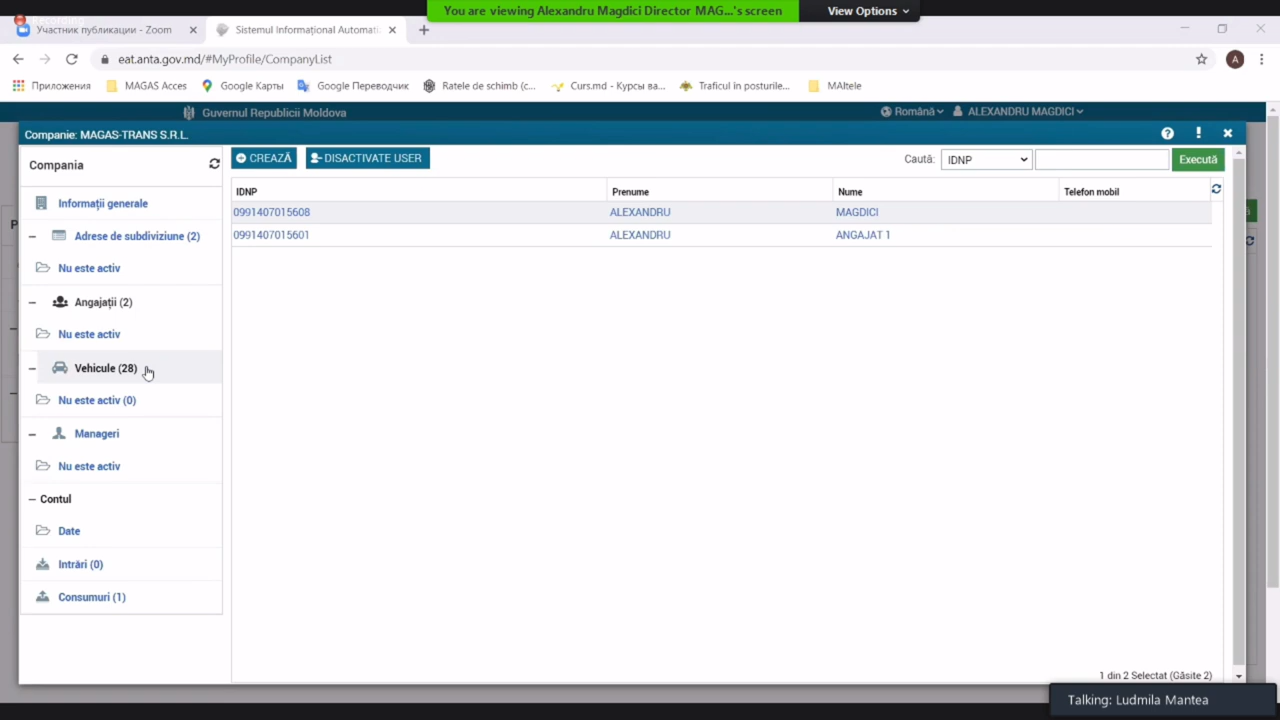 You are viewing Alexandru Magdici Director MAG...'s screen
View Options
Recording
Участник публикации - Zoom
Sistemul Informațional Automati
eat.anta.gov.md/#MyProfile/CompanyList
A
Приложения
MAGAS Acces
Google Карты
Google Переводчик
Ratele de schimb (c...
Curs.md - Курсы ва...
Traficul în posturile...
MAItele
Guvernul Republicii Moldova
Română
ALEXANDRU MAGDICI
Companie: MAGAS-TRANS S.R.L.
Compania
CREAZĂ
DISACTIVATE USER
Caută:
IDNP
Execută
IDNP
Prenume
Nume
Telefon mobil
0991407015608
ALEXANDRU
MAGDICI
0991407015601
ALEXANDRU
ANGAJAT 1
Informații generale
Adrese de subdiviziune (2)
Nu este activ
Angajații (2)
Nu este activ
Vehicule (28)
Nu este activ (0)
Manageri
Nu este activ
Contul
Date
Intrări (0)
Consumuri (1)
1 din 2 Selectat (Găsite 2)
Talking: Ludmila Mantea